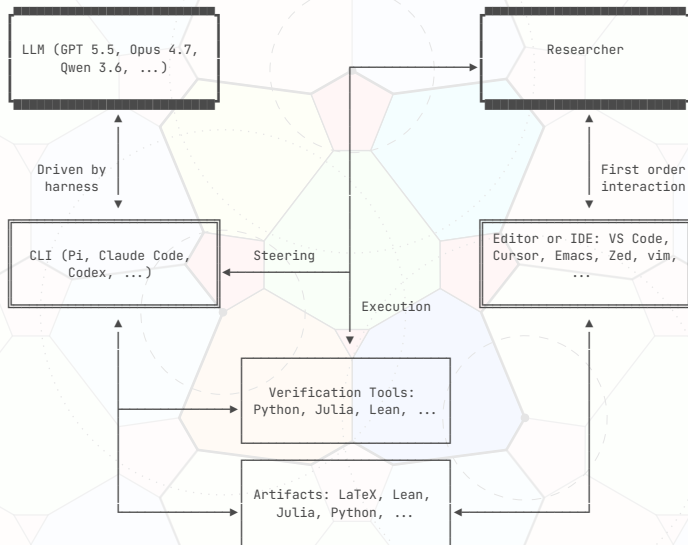 LLM (GPT 5.5, Opus 4.7,
Qwen 3.6, ...)
Researcher
Driven by
harness
First order
interaction
CLI (Pi, Claude Code,
Codex, ...)
Steering
Editor or IDE: VS Code,
Cursor, Emacs, Zed, vim,
...
Execution
Verification Tools:
Python, Julia, Lean, ...
Artifacts: LaTeX, Lean,
Julia, Python, ...